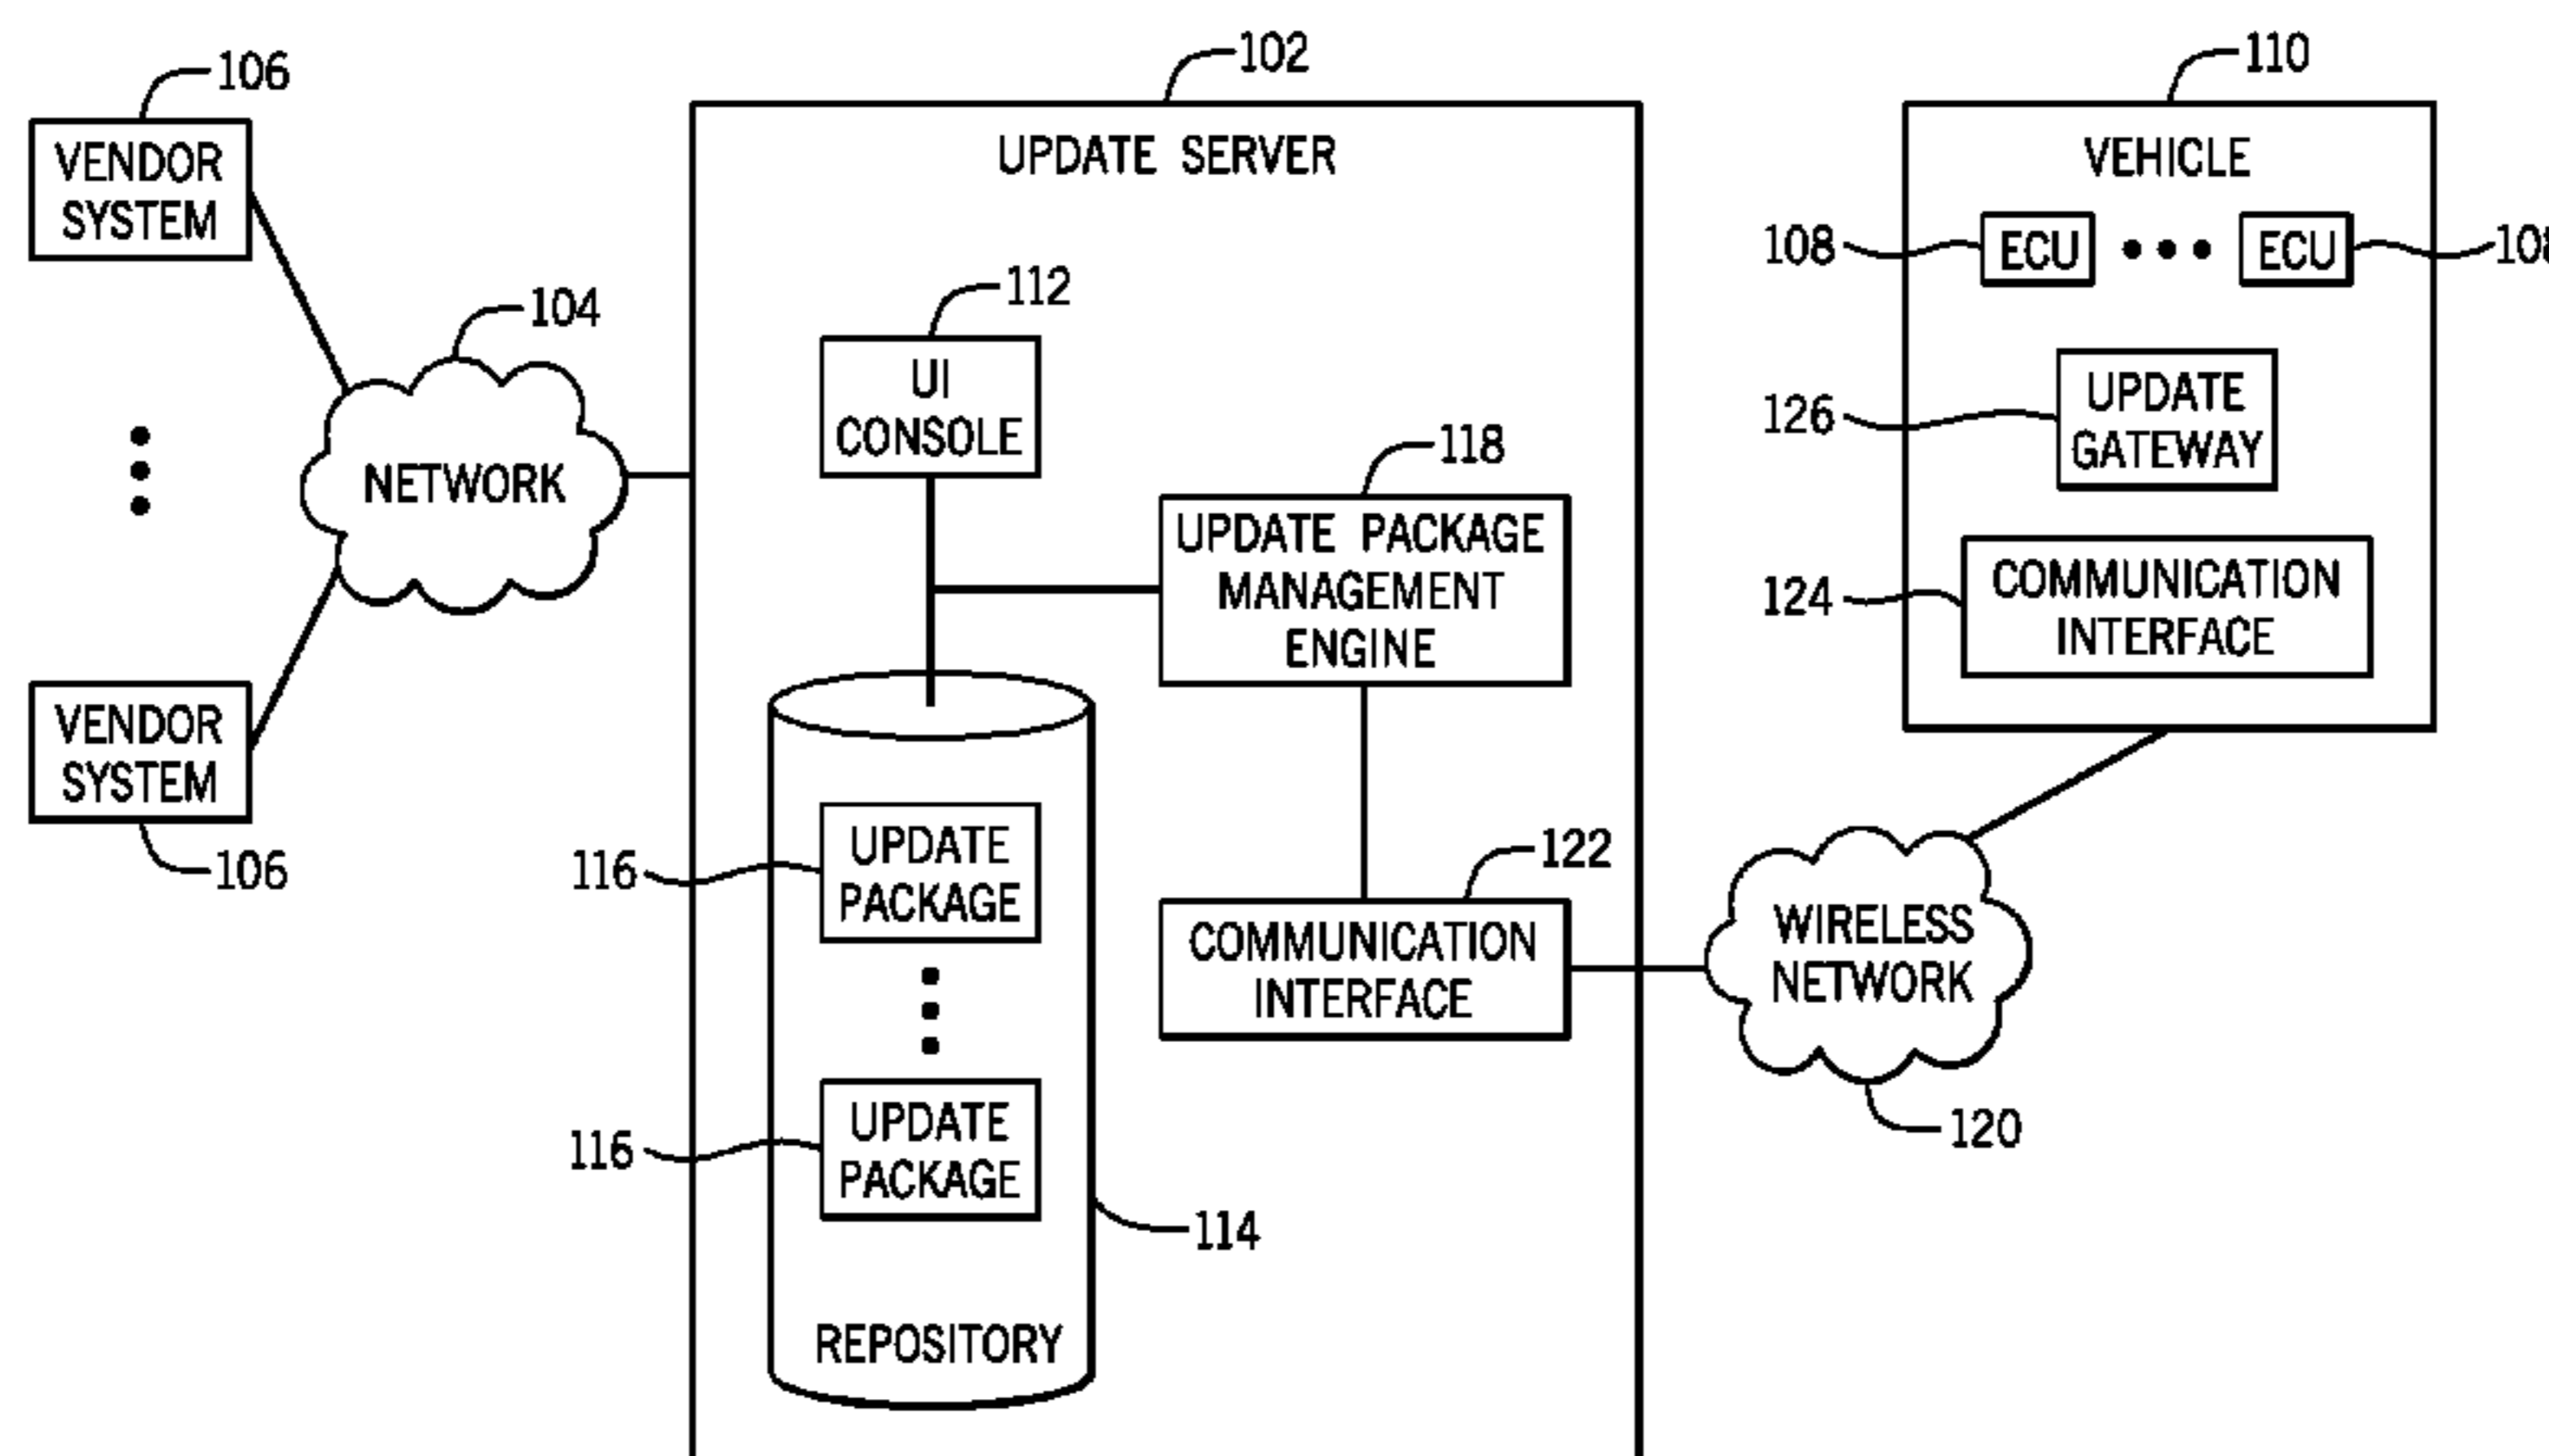 106
VENDOR
SYSTEM
104
NETWORK
VENDOR
SYSTEM
106
102
UPDATE SERVER
112
UI
CONSOLE
118
UPDATE PACKAGE
MANAGEMENT
ENGINE
116
UPDATE
PACKAGE
116
UPDATE
PACKAGE
114
REPOSITORY
122
COMMUNICATION
INTERFACE
110
VEHICLE
108
ECU
ECU
108
126
UPDATE
GATEWAY
124
COMMUNICATION
INTERFACE
WIRELESS
NETWORK
120